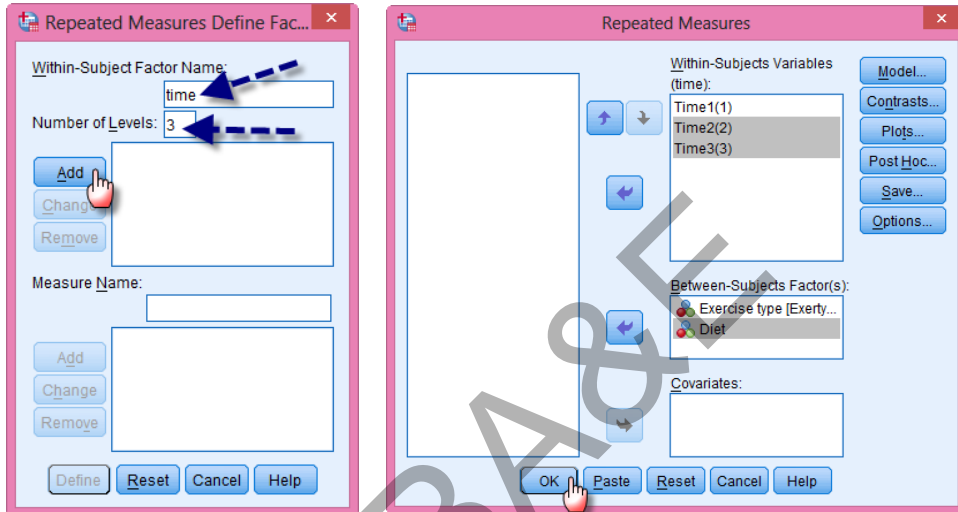 Repeated Measures Define Fac...
Within-Subject Factor Name:
time
Number of Levels: 3
Add
Change
Remove
Measure Name:
Add
Change
Remove
Define Reset Cancel Help
Repeated Measures
Within-Subjects Variables
(time):
Time1(1)
Time2(2)
Time3(3)
Model...
Contrasts...
Plots...
Post Hoc...
Save...
Options...
Between-Subjects Factor(s):
Exercise type [Exerty...
Diet
Covariates:
OK Paste Reset Cancel Help
BA&E